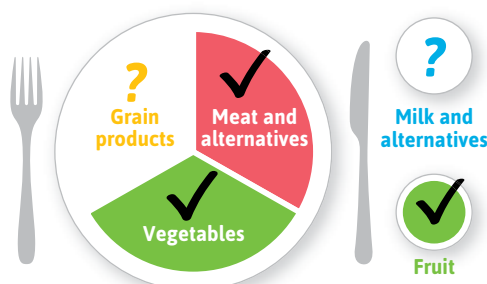 ?
Grain
products
Meat and
alternatives
Vegetables
?
Milk and
alternatives
Fruit